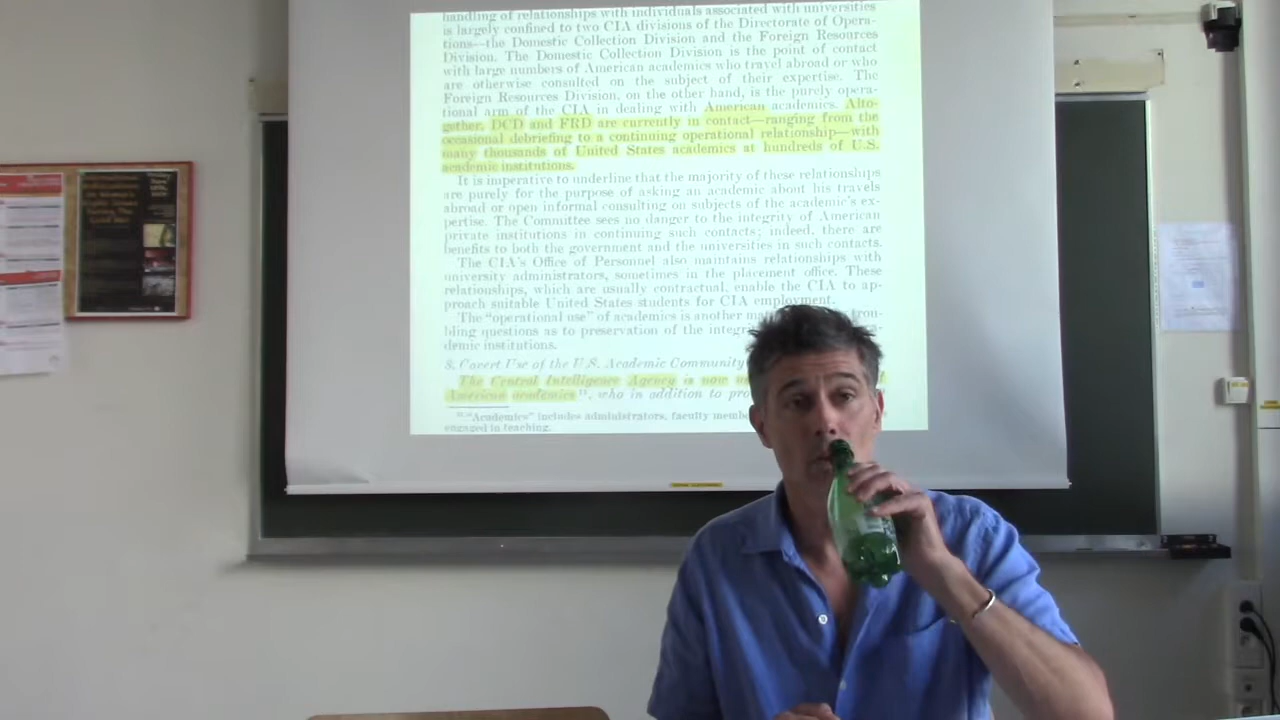 handling of relationships with individuals associated with universities
is largely confined to two CIA divisions of the Directorate of Opera-
tions—the Domestic Collection Division and the Foreign Resources
Division. The Domestic Collection Division is the point of contact
with large numbers of American academics who travel abroad or who
are otherwise consulted on the subject of their expertise. The
Foreign Resources Division, on the other hand, is the purely opera-
tional arm of the CIA in dealing with American academics. Alto-
gether, DCD and FRD are currently in contact—ranging from the
occasional debriefing to a continuing operational relationship—with
many thousands of United States academics at hundreds of U.S.
academic institutions.
It is imperative to underline that the majority of these relationships
are purely for the purpose of asking an academic about his travels
abroad or open informal consulting on subjects of the academic's ex-
pertise. The Committee sees no danger to the integrity of American
private institutions in continuing such contacts; indeed, there are
benefits to both the government and the universities in such contacts.
The CIA's Office of Personnel also maintains relationships with
university administrators, sometimes in the placement office. These
relationships, which are usually contractual, enable the CIA to ap-
proach suitable United States students for CIA employment.
The "operational use" of academics is another
bling questions as to preservation of the
demic institutions.
8. Covert Use of the U.S. Academic Community
The Central Intelligence Agency is now
American academics, who in addition to
"Academics" includes administrators, faculty
engaged in teaching.